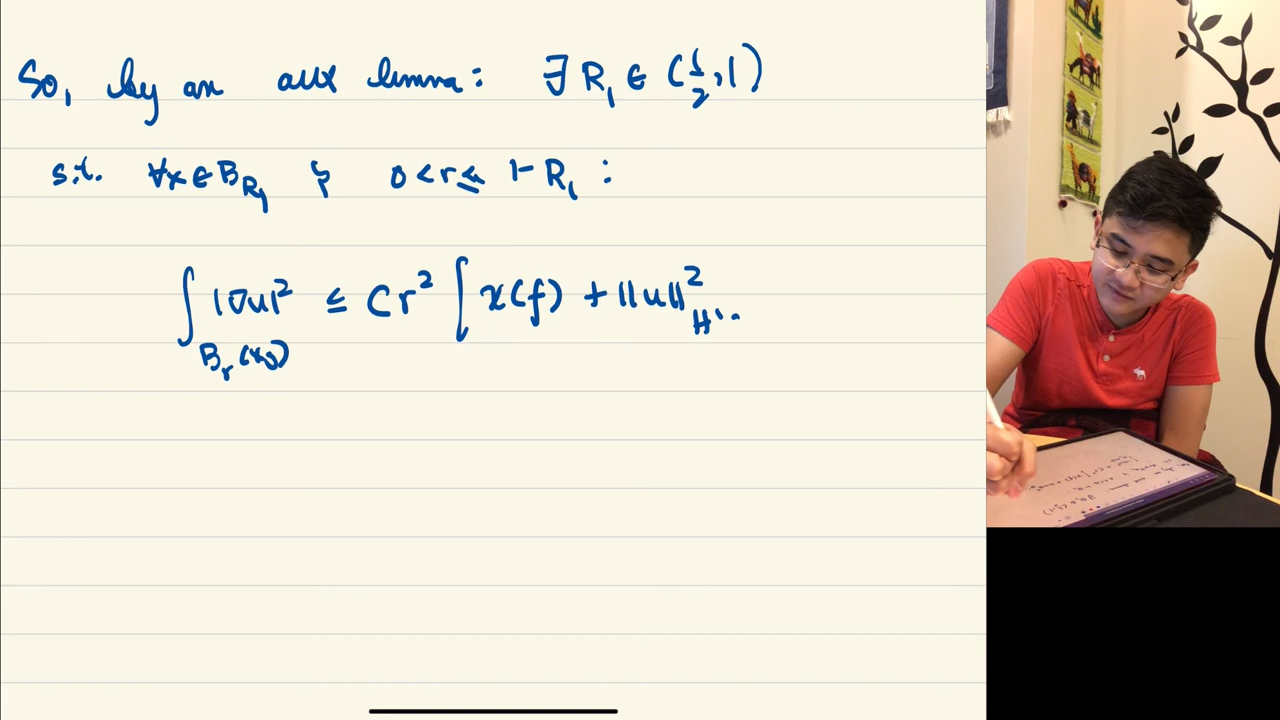 So, by an aux lemma: ∃ R₁ ∈ (1/2, 1)
s.t. ∀x ∈ B_{R₁} & 0 < r ≤ 1-R₁ :
∫_{B_r(x₀)} |∇u|² ≤ Cr² [ χ(f) + ||u||²_{H¹}.